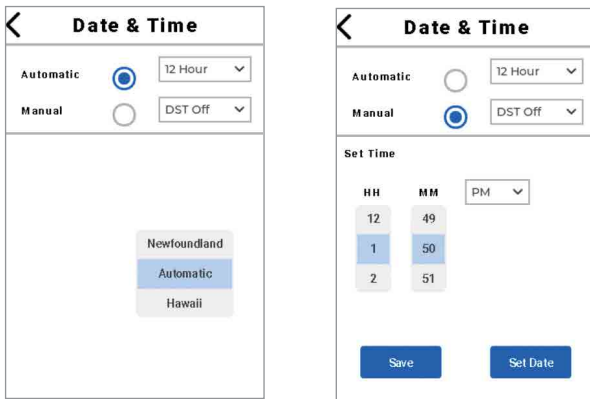 Date & Time
Automatic
12 Hour
Manual
DST Off
Newfoundland
Automatic
Hawaii
Date & Time
Automatic
12 Hour
Manual
DST Off
Set Time
HH MM
PM
12 49
1 50
2 51
Save Set Date